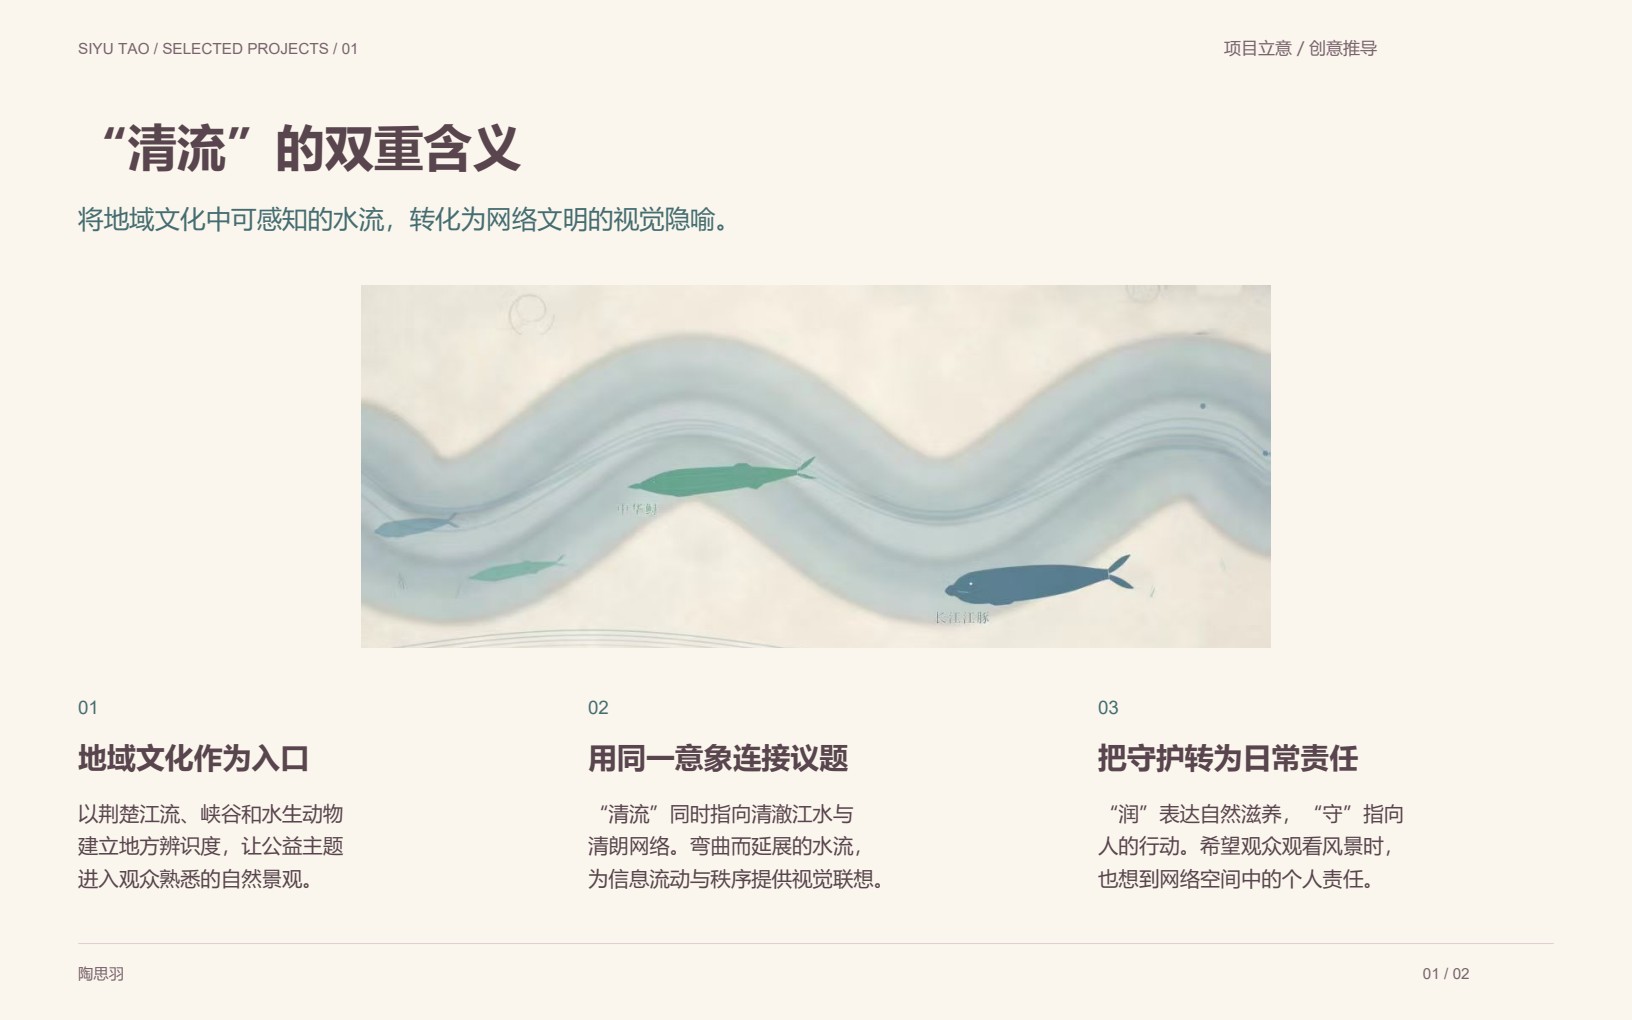 SIYU TAO / SELECTED PROJECTS / 01
项目立意 / 创意推导
“清流”的双重含义
将地域文化中可感知的水流，转化为网络文明的视觉隐喻。
中华鲟
长江江豚
01
地域文化作为入口
以荆楚江流、峡谷和水生动物
建立地方辨识度，让公益主题
进入观众熟悉的自然景观。
02
用同一意象连接议题
“清流”同时指向清澈江水与
清朗网络。弯曲而延展的水流，
为信息流动与秩序提供视觉联想。
03
把守护转为日常责任
“润”表达自然滋养，“守”指向
人的行动。希望观众观看风景时，
也想到网络空间中的个人责任。
陶思羽
01 / 02